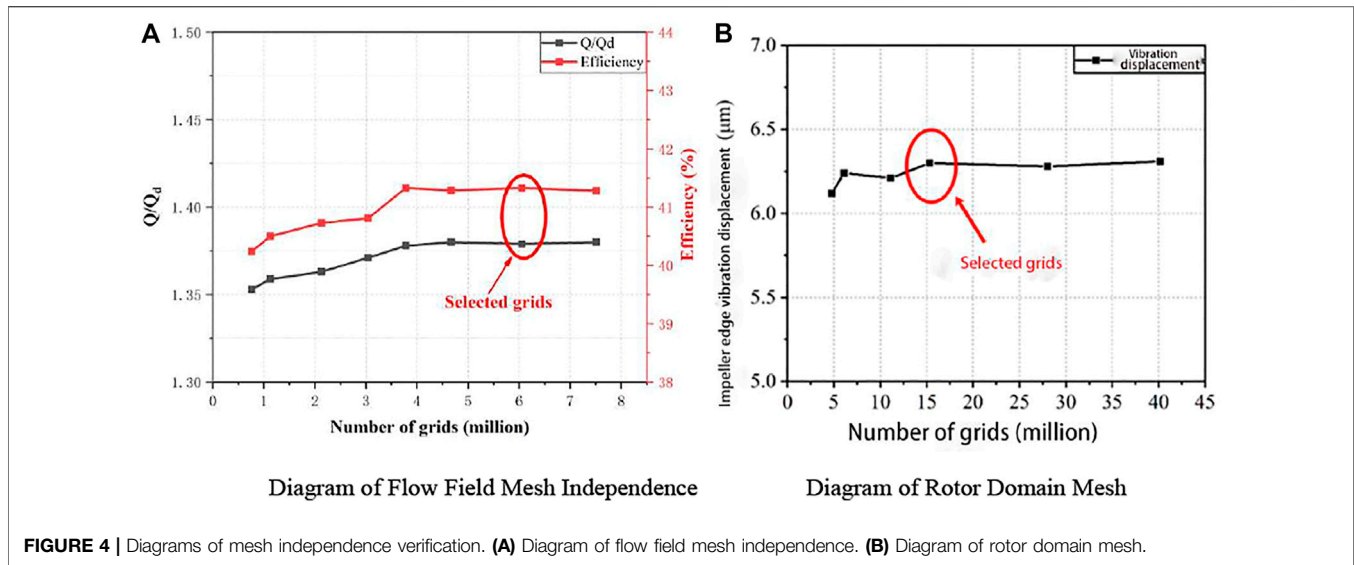 A
1.50
1.45
1.40
1.35
1.30
Q/Qd
Q/Qd
Efficiency
44
43
42
41
40
39
38
Efficiency (%)
Selected grids
0 1 2 3 4 5 6 7 8
Number of grids (million)
Diagram of Flow Field Mesh Independence
B
7.0
6.5
6.0
5.5
5.0
Impeller edge vibration displacement (μm)
Vibration
displacement
Selected grids
0 5 10 15 20 25 30 35 40 45
Number of grids (million)
Diagram of Rotor Domain Mesh
FIGURE 4 | Diagrams of mesh independence verification. (A) Diagram of flow field mesh independence. (B) Diagram of rotor domain mesh.